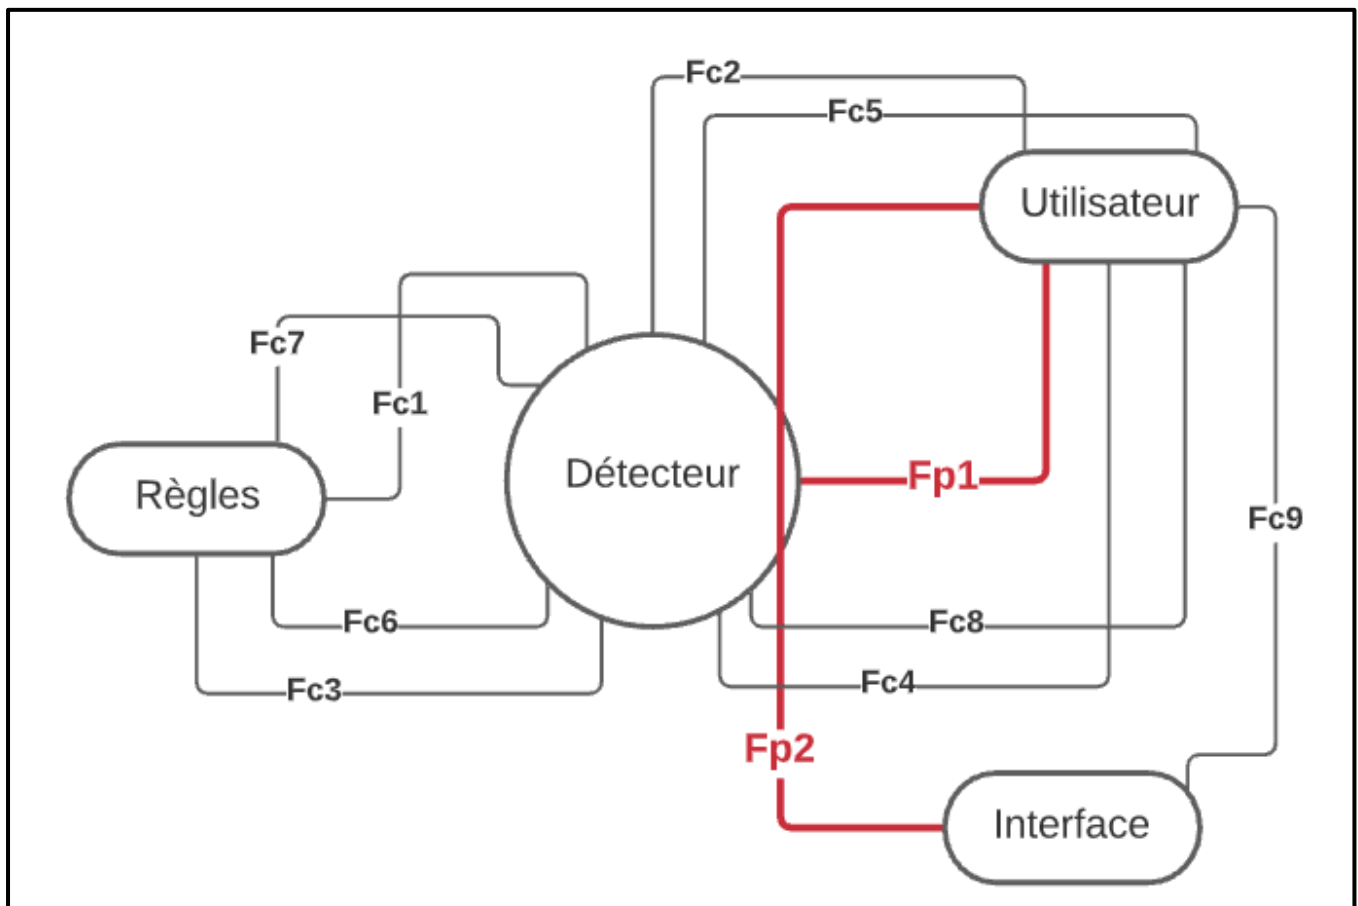 Fc2
Fc5
Utilisateur
Fc7
Fc1
Détecteur
Fp1
Règles
Fc9
Fc6
Fc8
Fc3
Fc4
Fp2
Interface